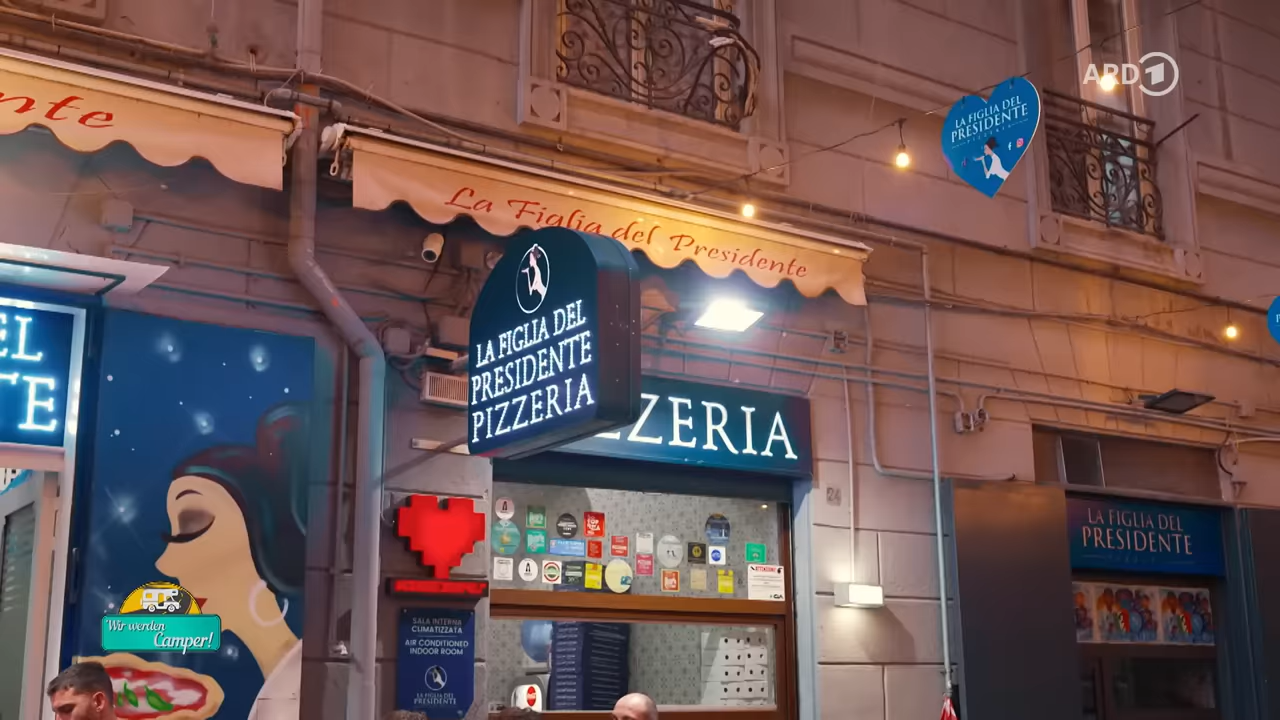 ARD 1
nte
La Figlia del Presidente
LA FIGLIA DEL
PRESIDENTE
LA FIGLIA DEL
PRESIDENTE
PIZZERIA
ZZERIA
EL
TE
24
LA FIGLIA DEL
PRESIDENTE
SALA INTERNA
CLIMATIZZATA
AIR CONDITIONED
INDOOR ROOM
LA FIGLIA DEL
PRESIDENTE
Wir werden
Camper!